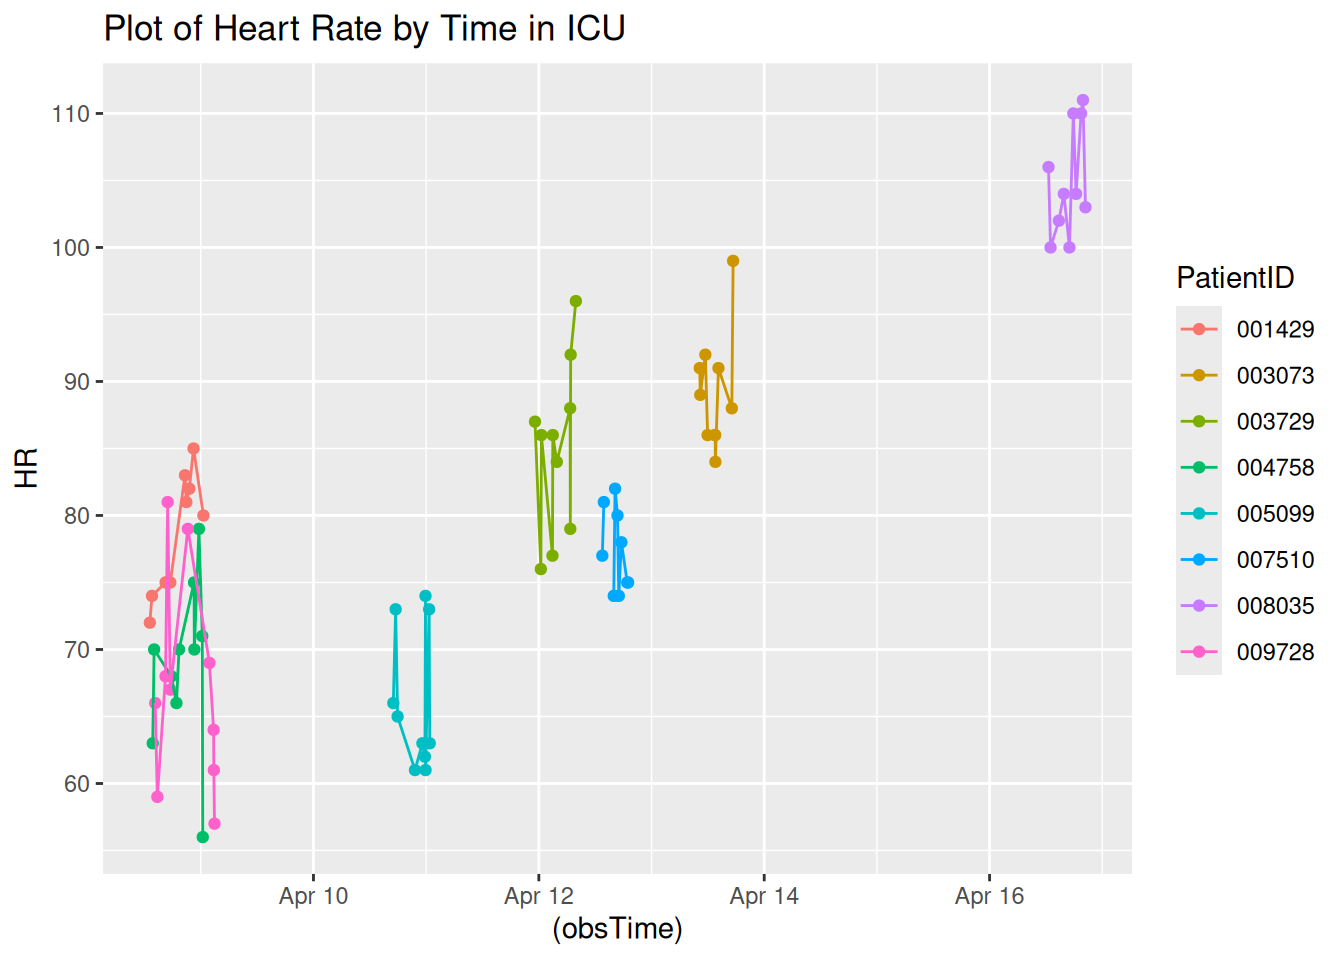 Plot of Heart Rate by Time in ICU
HR
110
100
90
80
70
60
Apr 10
Apr 12
Apr 14
Apr 16
(obsTime)
PatientID
001429
003073
003729
004758
005099
007510
008035
009728